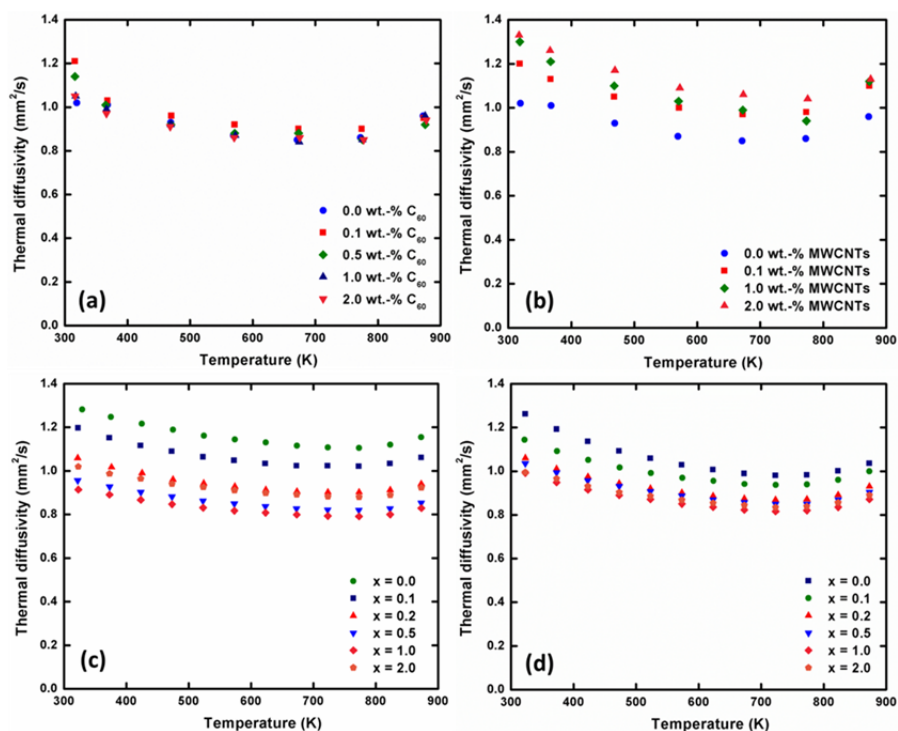 1.4
1.2
1.0
0.8
0.6
0.4
0.2
0.0
Thermal diffusivity (mm²/s)
0.0 wt.-% C₆₀
0.1 wt.-% C₆₀
0.5 wt.-% C₆₀
1.0 wt.-% C₆₀
2.0 wt.-% C₆₀
(a)
300 400 500 600 700 800 900
Temperature (K)
1.4
1.2
1.0
0.8
0.6
0.4
0.2
0.0
Thermal diffusivity (mm²/s)
0.0 wt.-% MWCNTs
0.1 wt.-% MWCNTs
1.0 wt.-% MWCNTs
2.0 wt.-% MWCNTs
(b)
300 400 500 600 700 800 900
Temperature (K)
1.4
1.2
1.0
0.8
0.6
0.4
0.2
0.0
Thermal diffusivity (mm²/s)
x = 0.0
x = 0.1
x = 0.2
x = 0.5
x = 1.0
x = 2.0
(c)
300 400 500 600 700 800 900
Temperature (K)
1.4
1.2
1.0
0.8
0.6
0.4
0.2
0.0
Thermal diffusivity (mm²/s)
x = 0.0
x = 0.1
x = 0.2
x = 0.5
x = 1.0
x = 2.0
(d)
300 400 500 600 700 800 900
Temperature (K)